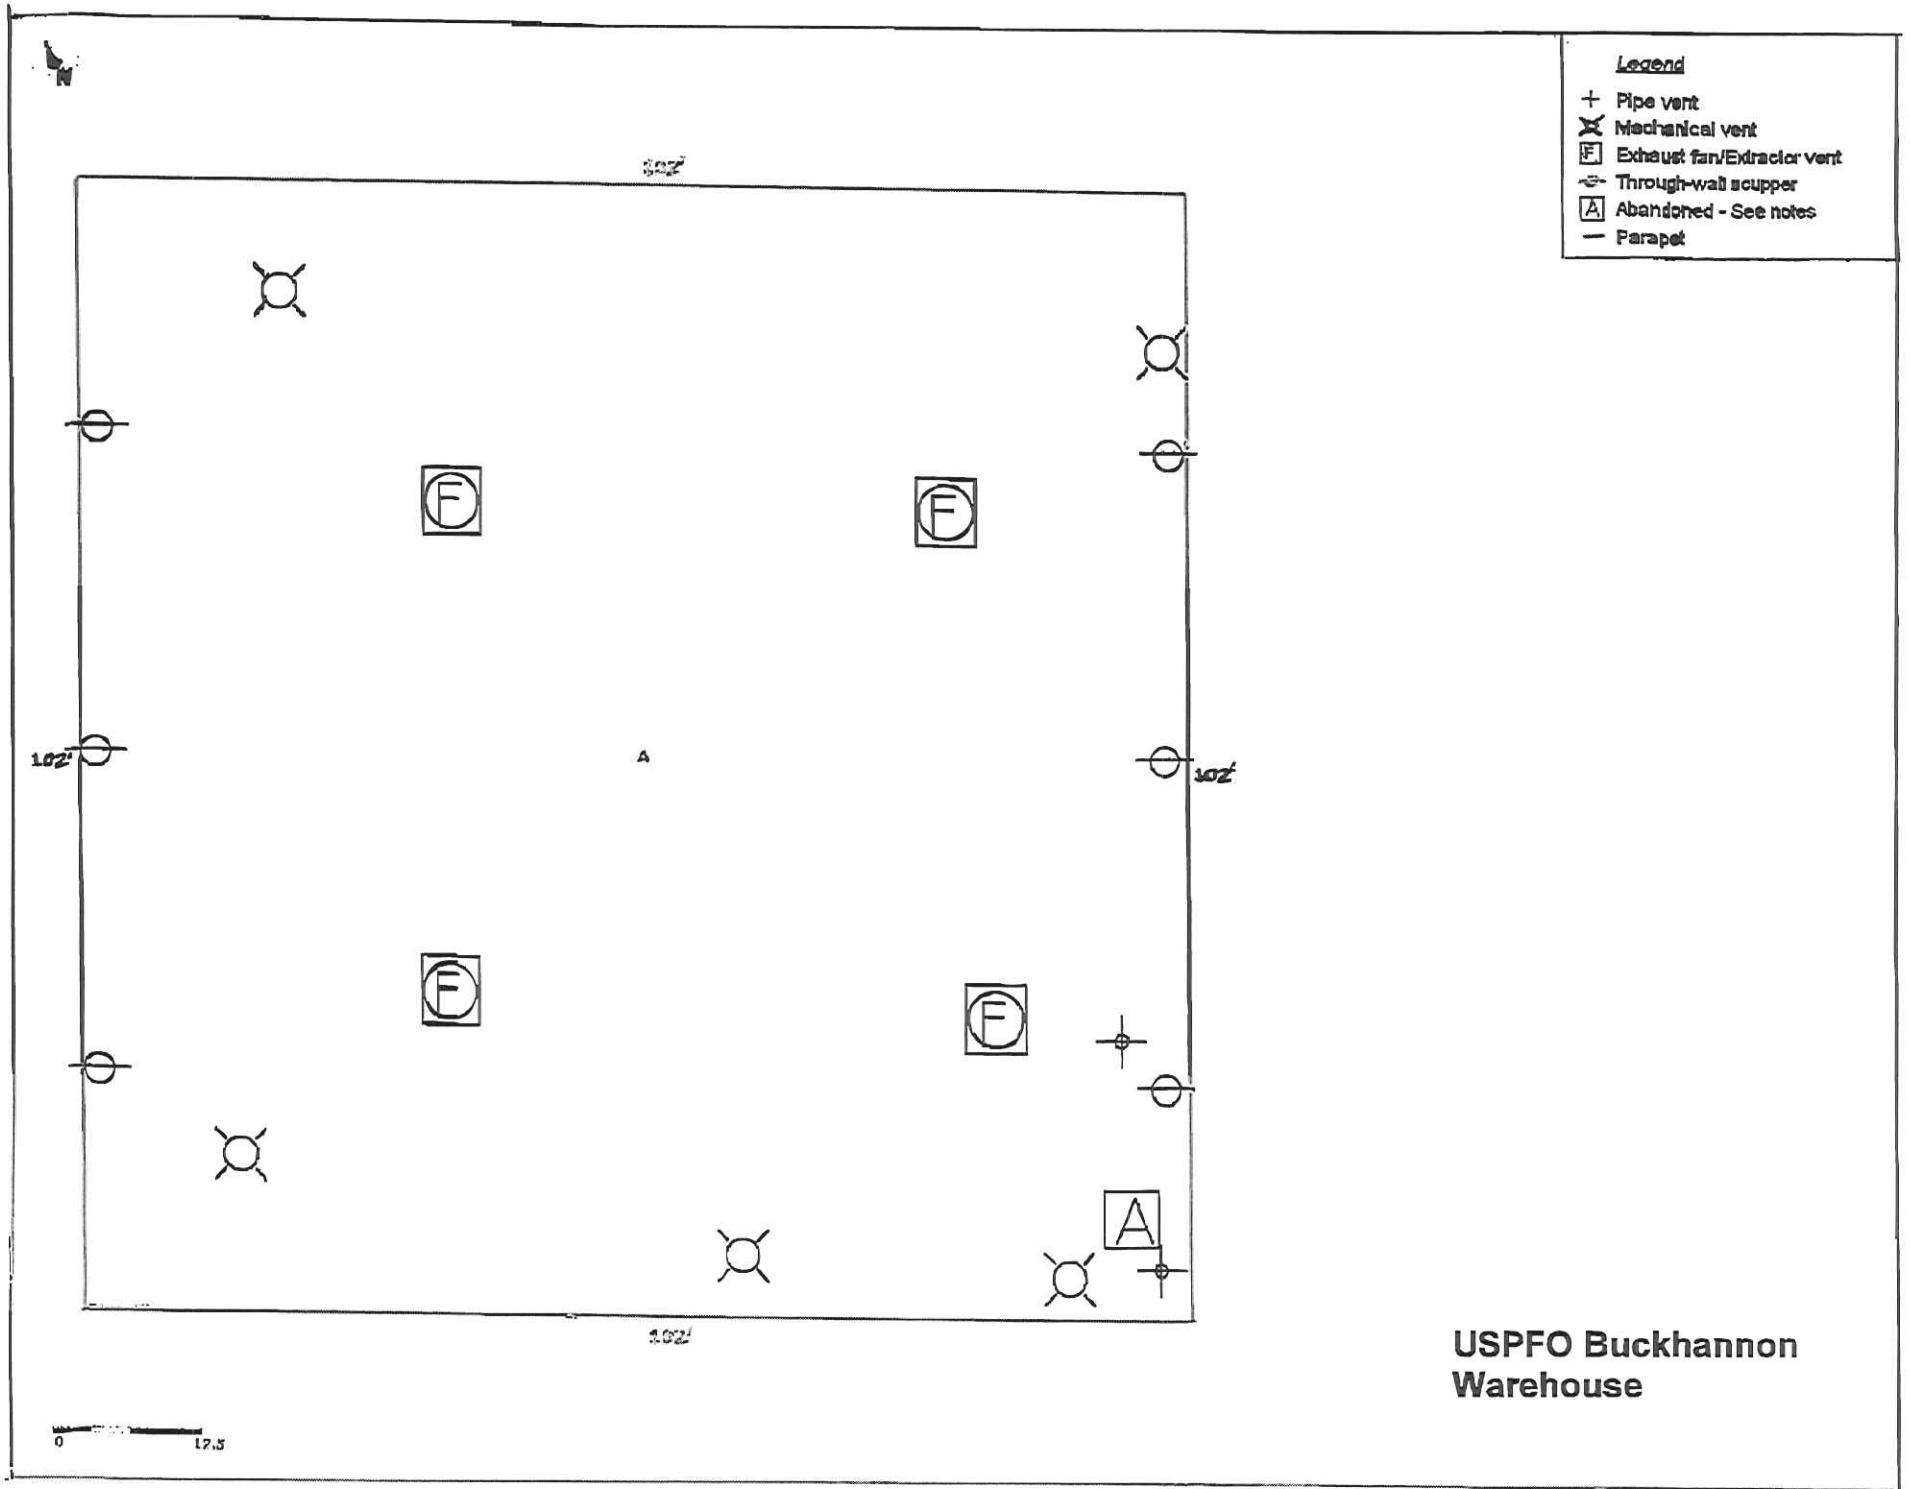 N
Legend
Pipe vent
Mechanical vent
F Exhaust fan/Extractor vent
Through-wall scupper
A Abandoned - See notes
Parapet
102'
F
F
102'
A
102'
F
F
A
102'
USPFO Buckhannon
Warehouse
0 12.5